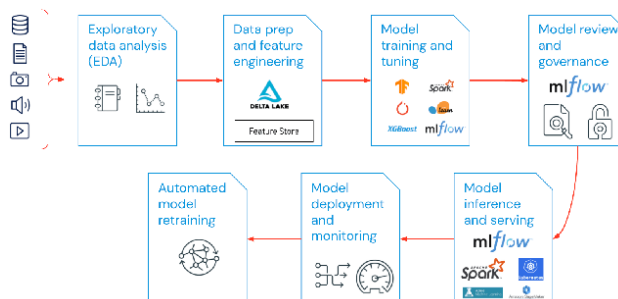 Exploratory
data analysis
(EDA)
Data prep
and feature
engineering
DELTA LAKE
Feature Store
Model
training and
tuning
Spark
XGBoost
mlflow
Model review
and
governance
mlflow
Automated
model
retraining
Model
deployment
and
monitoring
Model
inference
and serving
mlflow
Spark